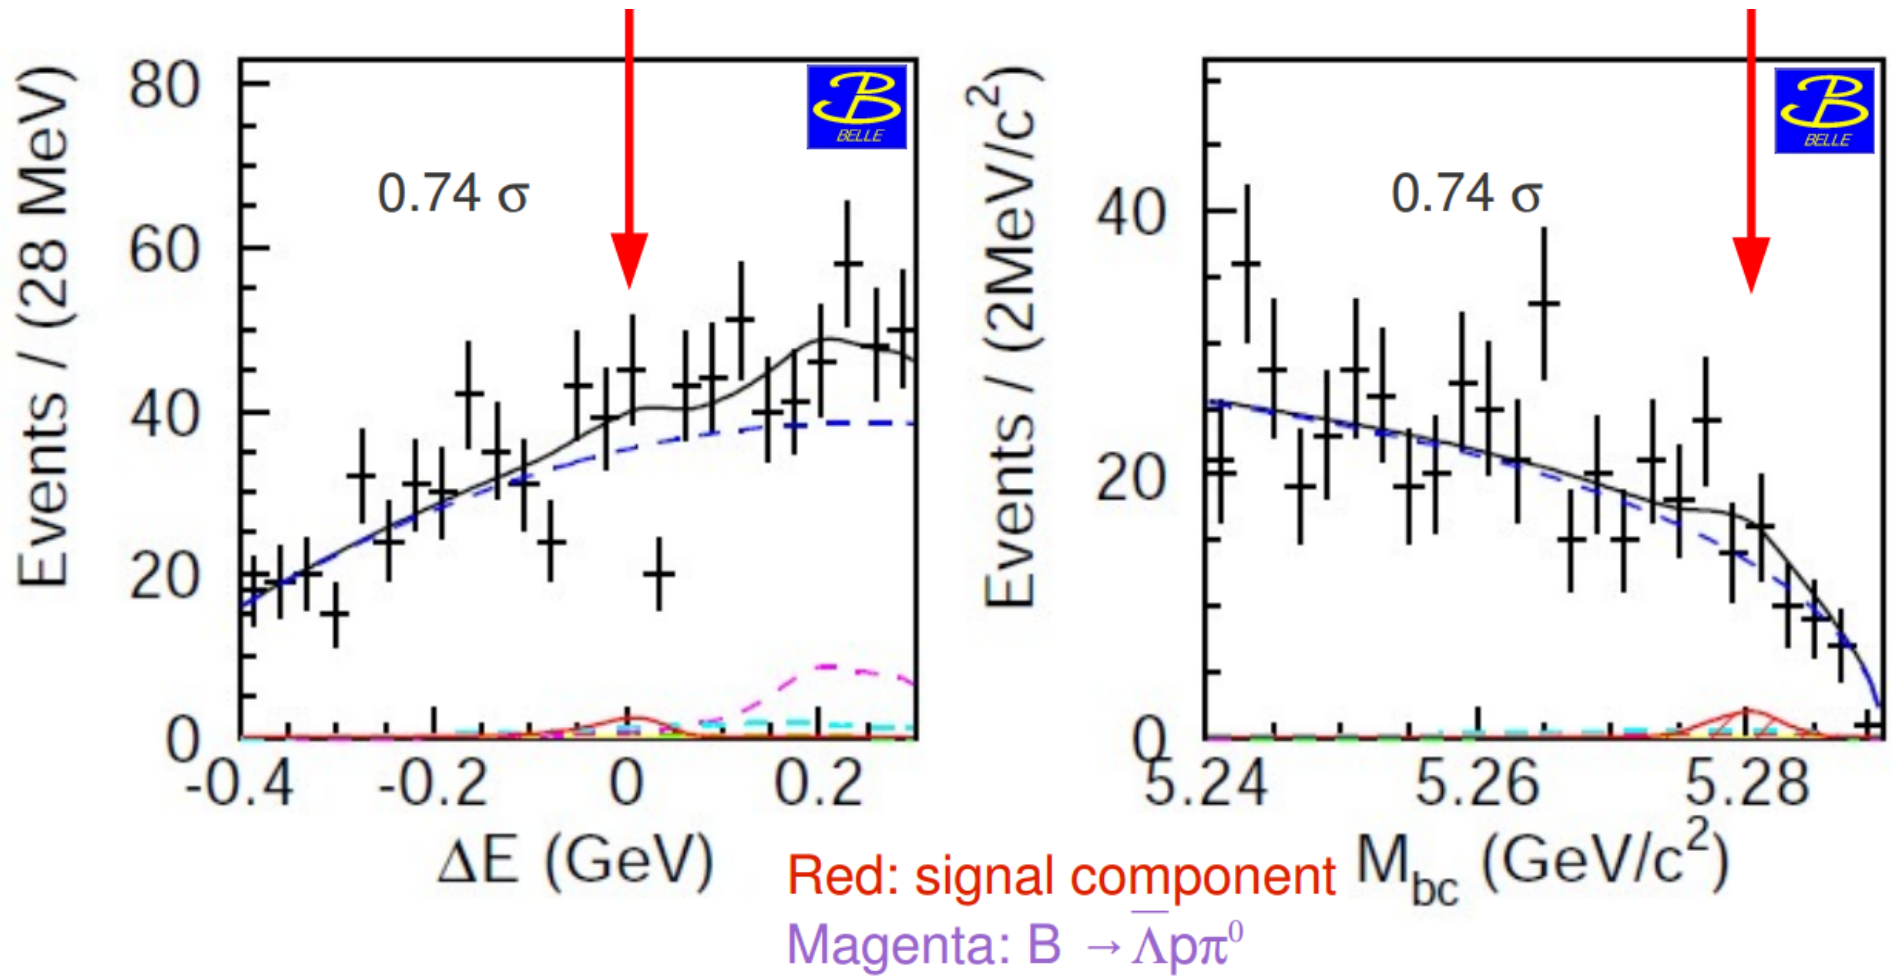 Events / (28 MeV)
80
60
40
20
0
0.74 σ
B
BELLE
-0.4
-0.2
0
0.2
ΔE (GeV)
Events / (2MeV/c²)
40
20
0
0.74 σ
B
BELLE
5.24
5.26
5.28
M_bc (GeV/c²)
Red: signal component
Magenta: B → Λ̅pπ⁰